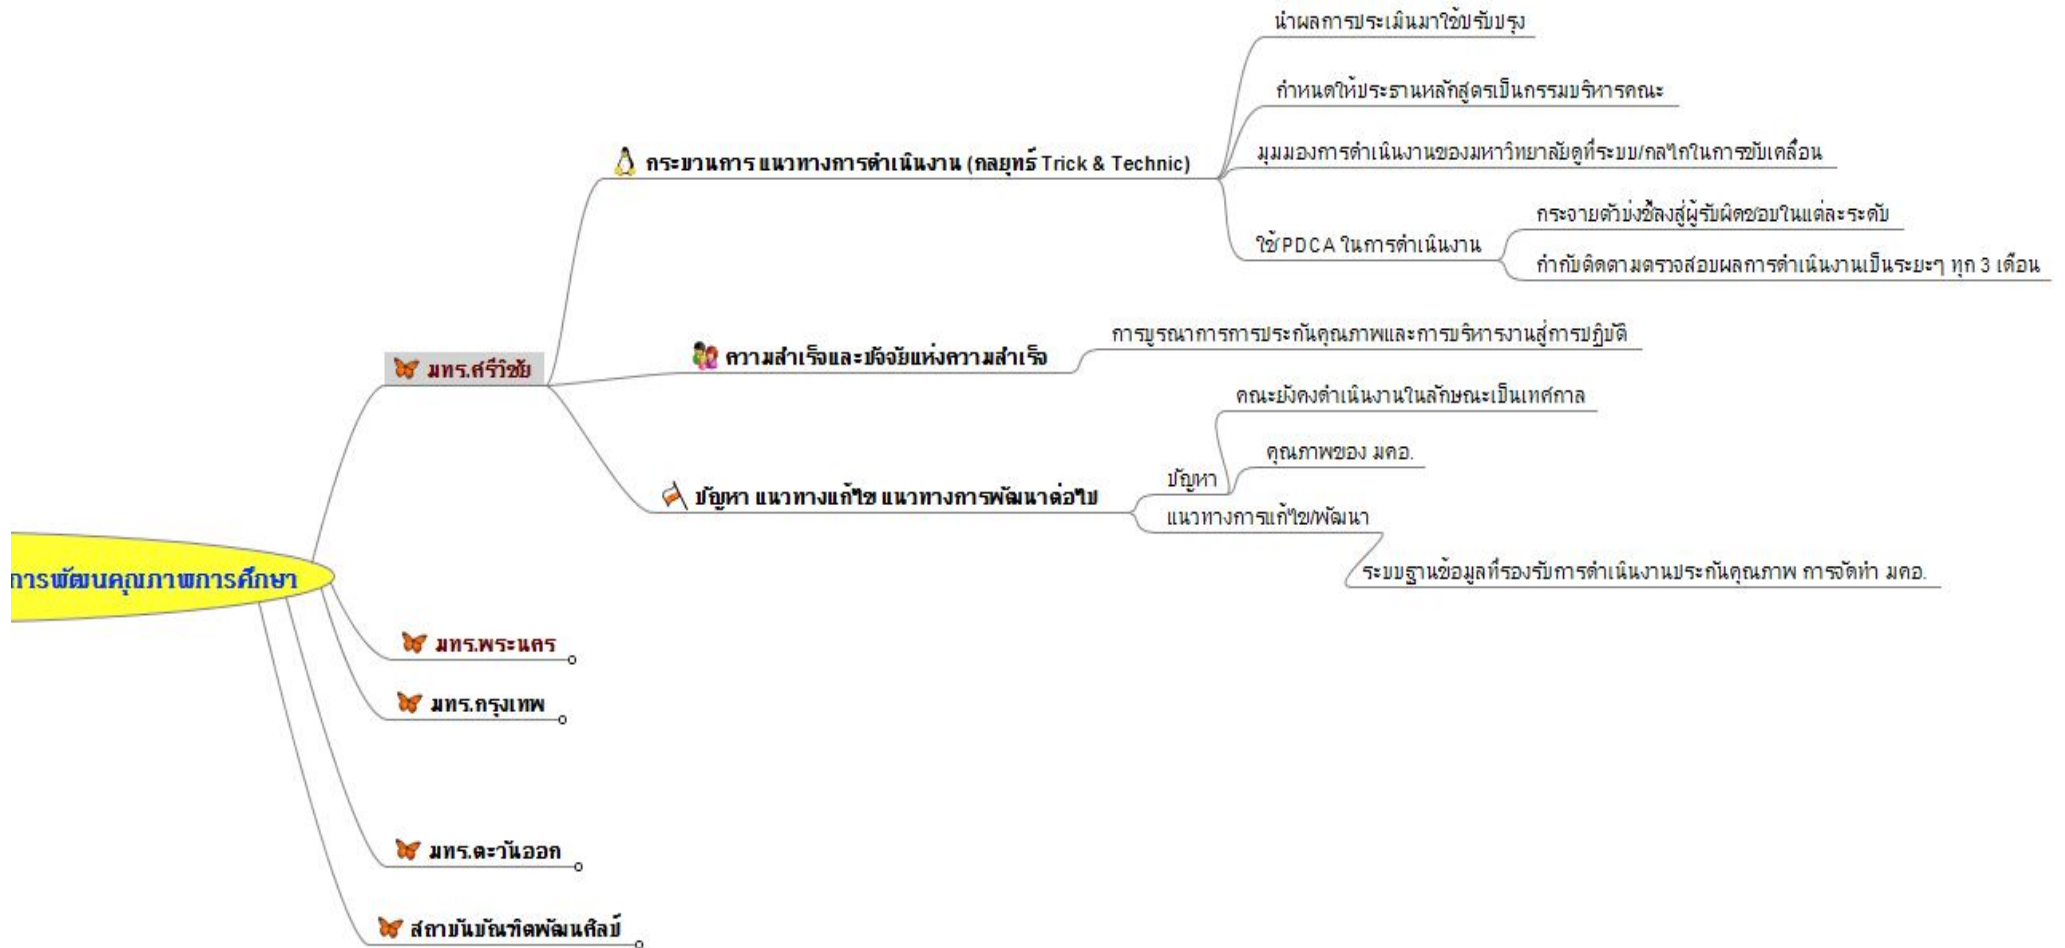 นำผลการประเมินมาใช้ปรับปรุง
กำหนดให้ประธานหลักสูตรเป็นกรรมบริหารคณะ
กระบวนการ แนวทางการดำเนินงาน (กลยุทธ์ Trick & Technic)
มุมมองการดำเนินงานของมหาวิทยาลัยดูที่ระบบ/กลไกในการขับเคลื่อน
ใช้ PDCA ในการดำเนินงาน
กระจายตัวบ่งชี้ลงสู่ผู้รับผิดชอบในแต่ละระดับ
กำกับติดตามตรวจสอบผลการดำเนินงานเป็นระยะๆ ทุก 3 เดือน
มทร.ศรีวิชัย
ความสำเร็จและปัจจัยแห่งความสำเร็จ
การบูรณาการการประกันคุณภาพและการบริหารงานสู่การปฏิบัติ
ปัญหา แนวทางแก้ไข แนวทางการพัฒนาต่อไป
ปัญหา
คณะยังคงดำเนินงานในลักษณะเป็นเทศกาล
คุณภาพของ มคอ.
แนวทางการแก้ไข/พัฒนา
ระบบฐานข้อมูลที่รองรับการดำเนินงานประกันคุณภาพ การจัดทำ มคอ.
การพัฒนคุณภาพการศึกษา
มทร.พระนคร
มทร.กรุงเทพ
มทร.ตะวันออก
สถาบันบัณฑิตพัฒนศิลป์